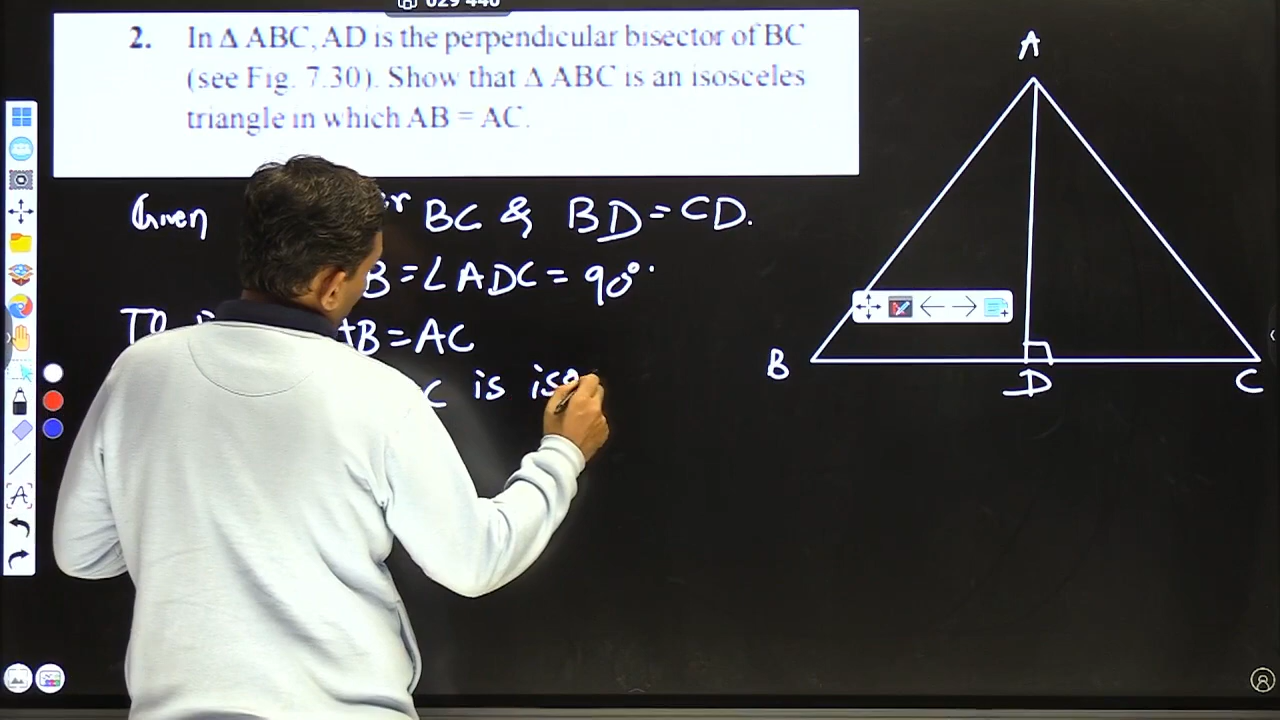 2. In Δ ABC, AD is the perpendicular bisector of BC
(see Fig. 7.30). Show that Δ ABC is an isosceles
triangle in which AB = AC.
Given BC & BD = CD.
B = ∠ADC = 90°.
B = AC
C is iso
A
B
D
C